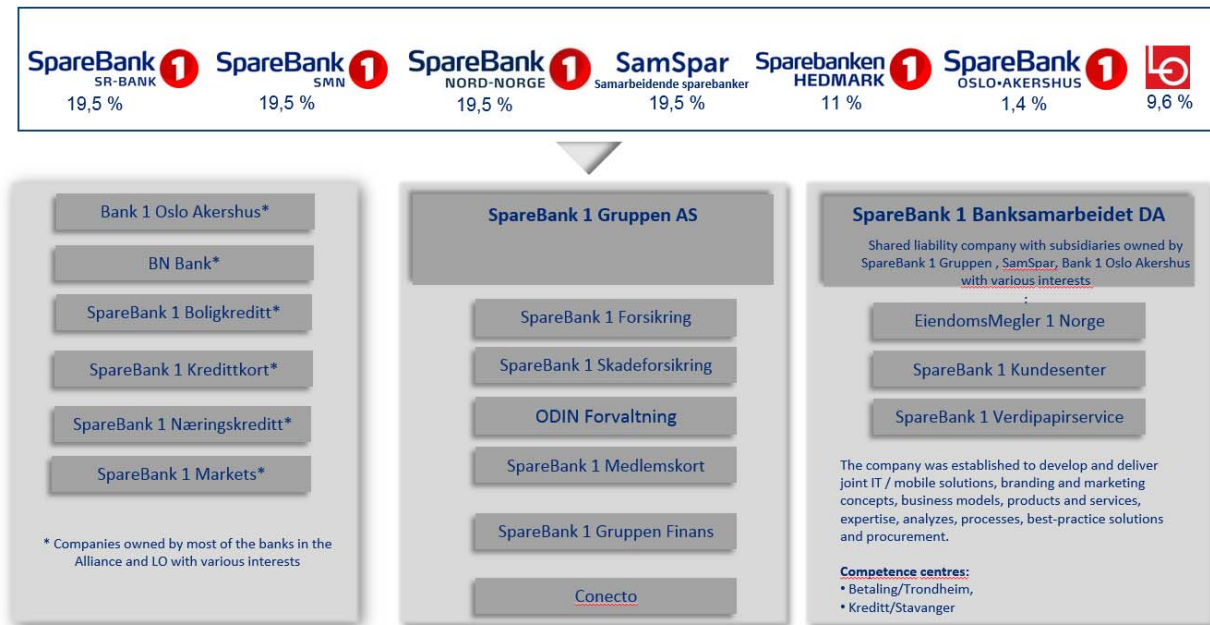 SpareBank 1
SR-BANK
19,5 %
SpareBank 1
SMN
19,5 %
SpareBank 1
NORD-NORGE
19,5 %
SamSpar
Samarbeidende sparebanker
19,5 %
Sparebanken 1
HEDMARK
11 %
SpareBank 1
OSLO•AKERSHUS
1,4 %
LO
9,6 %
Bank 1 Oslo Akershus*
BN Bank*
SpareBank 1 Boligkreditt*
SpareBank 1 Kredittkort*
SpareBank 1 Næringskreditt*
SpareBank 1 Markets*
* Companies owned by most of the banks in the
Alliance and LO with various interests
SpareBank 1 Gruppen AS
SpareBank 1 Forsikring
SpareBank 1 Skadeforsikring
ODIN Forvaltning
SpareBank 1 Medlemskort
SpareBank 1 Gruppen Finans
Conecto
SpareBank 1 Banksamarbeidet DA
Shared liability company with subsidiaries owned by
SpareBank 1 Gruppen , SamSpar, Bank 1 Oslo Akershus
with various interests
:
EiendomsMegler 1 Norge
SpareBank 1 Kundesenter
SpareBank 1 Verdipapirservice
The company was established to develop and deliver
joint IT / mobile solutions, branding and marketing
concepts, business models, products and services,
expertise, analyzes, processes, best-practice solutions
and procurement.
Competence centres:
• Betaling/Trondheim,
• Kreditt/Stavanger